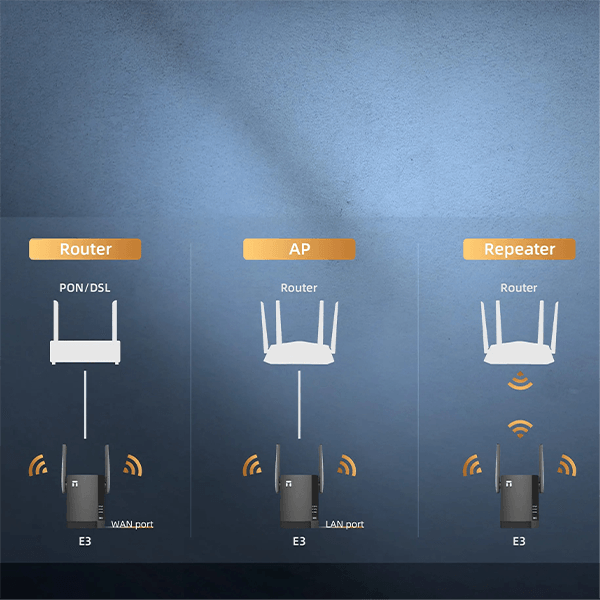 Router
AP
Repeater
PON/DSL
Router
Router
WAN port
LAN port
E3
E3
E3